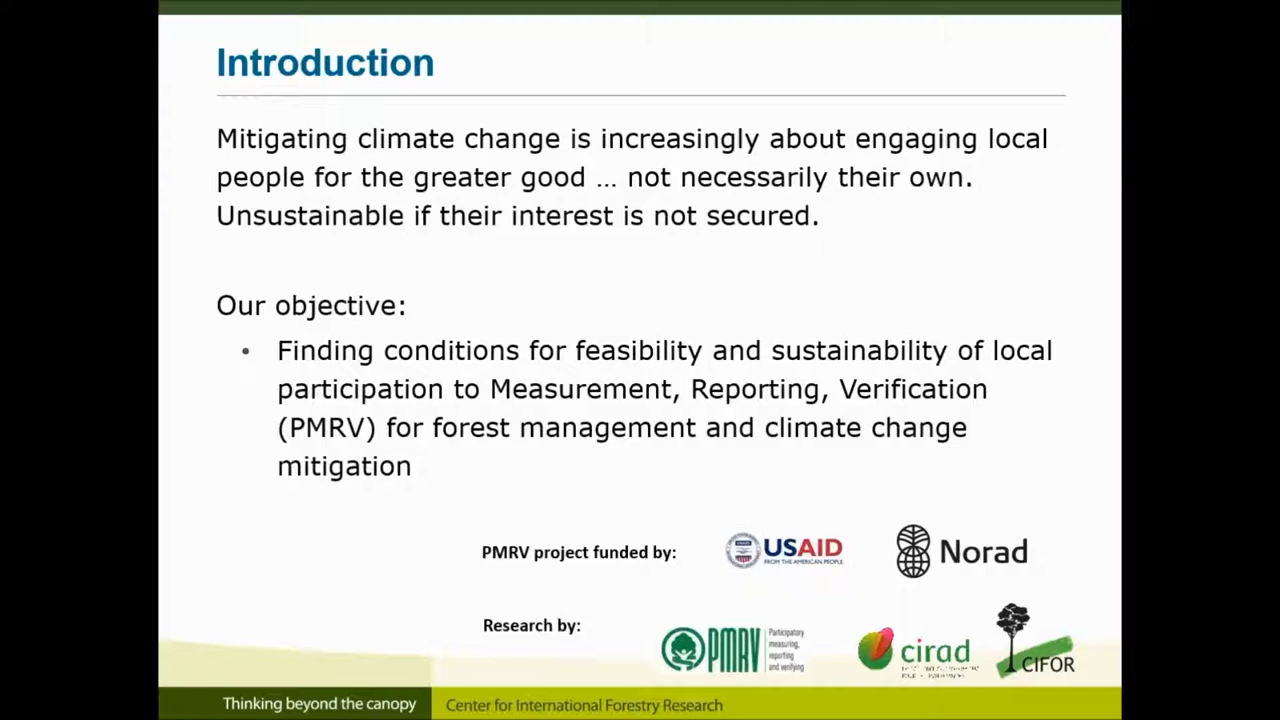 Introduction
Mitigating climate change is increasingly about engaging local
people for the greater good … not necessarily their own.
Unsustainable if their interest is not secured.
Our objective:
• Finding conditions for feasibility and sustainability of local
participation to Measurement, Reporting, Verification
(PMRV) for forest management and climate change
mitigation
PMRV project funded by:
USAID
FROM THE AMERICAN PEOPLE
Norad
Research by:
PMRV
Participatory
measuring,
reporting
and verifying
cirad
CIFOR
Thinking beyond the canopy
Center for International Forestry Research